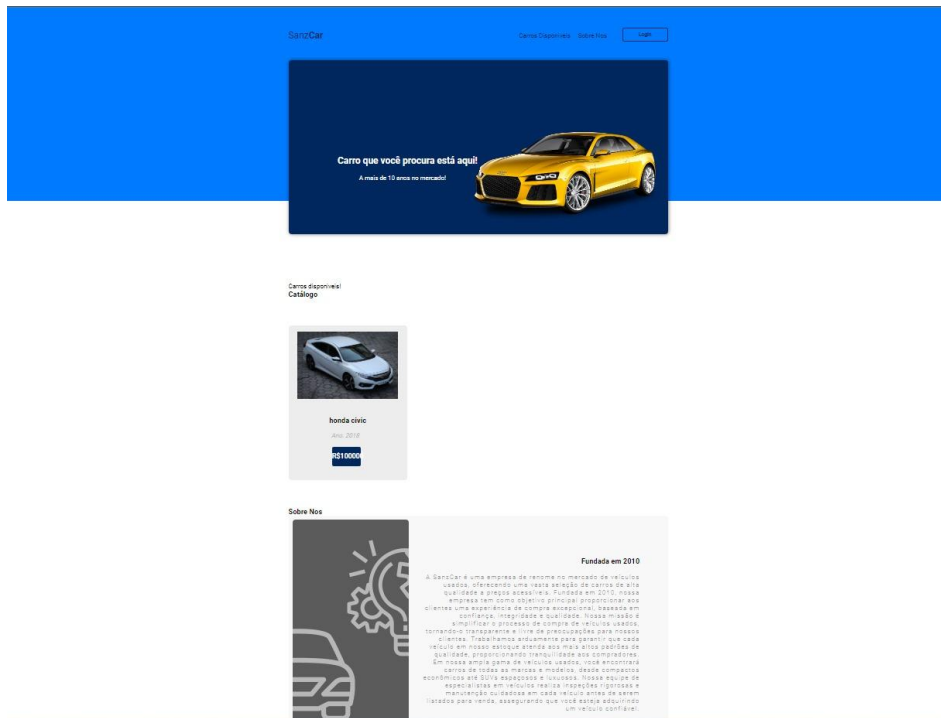 SanzCar
Carros Disponiveis Sobre Nos Login
Carro que você procura está aqui!
A mais de 10 anos no mercado!
Carros disponiveis!
Catálogo
honda civic
Ano: 2018
R$10000
Sobre Nos
Fundada em 2010
A SanzCar é uma empresa de renome no mercado de veículos
usados, oferecendo uma vasta seleção de carros de alta
qualidade a preços acessíveis. Fundada em 2010, nossa
empresa tem como objetivo principal proporcionar aos
clientes uma experiência de compra excepcional, baseada em
confiança, integridade e qualidade. Nossa missão é
simplificar o processo de compra de veículos usados,
tornando-o transparente e livre de preocupações para nossos
clientes. Trabalhamos arduamente para garantir que cada
veículo em nosso estoque atenda aos mais altos padrões de
qualidade, proporcionando tranquilidade aos compradores.
Em nossa ampla gama de veículos usados, você encontrará
carros de todas as marcas e modelos, desde compactos
econômicos até SUVs espaçosos e luxuosos. Nossa equipe de
especialistas em veículos realiza inspeções rigorosas e
manutenção cuidadosa em cada veículo antes de serem
listados para venda, assegurando que você esteja adquirindo
um veículo confiável.